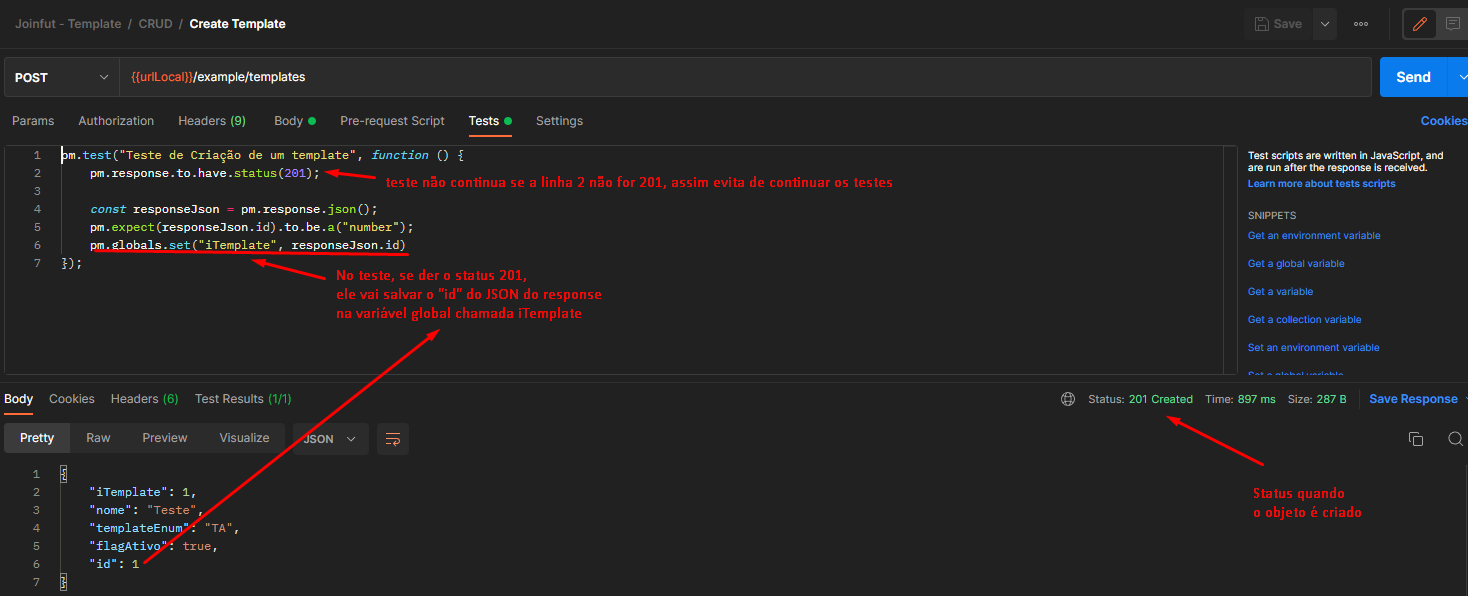 Joinfut - Template / CRUD / Create Template
Save
POST
{{urlLocal}}/example/templates
Send
Params Authorization Headers (9) Body Pre-request Script Tests Settings
Cookies
1 pm.test("Teste de Criação de um template", function () {
2 pm.response.to.have.status(201);
teste não continua se a linha 2 não for 201, assim evita de continuar os testes
3
4 const responseJson = pm.response.json();
5 pm.expect(responseJson.id).to.be.a("number");
6 pm.globals.set("iTemplate", responseJson.id)
7 });
No teste, se der o status 201,
ele vai salvar o "id" do JSON do response
na variável global chamada iTemplate
Test scripts are written in JavaScript, and
are run after the response is received.
Learn more about tests scripts
SNIPPETS
Get an environment variable
Get a global variable
Get a variable
Get a collection variable
Set an environment variable
Set a global variable
Body Cookies Headers (6) Test Results (1/1)
Status: 201 Created Time: 897 ms Size: 287 B Save Response
Pretty Raw Preview Visualize JSON
1 {
2 "iTemplate": 1,
3 "nome": "Teste",
4 "templateEnum": "TA",
5 "flagAtivo": true,
6 "id": 1
7 }
Status quando
o objeto é criado